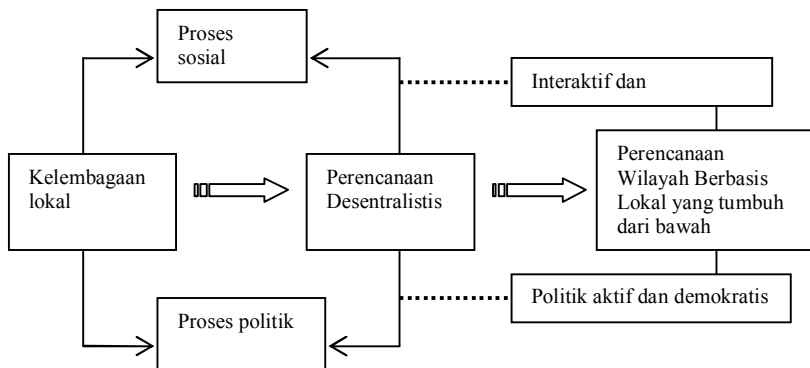 Proses
sosial
Interaktif dan
Kelembagaan
lokal
Perencanaan
Desentralistis
Perencanaan
Wilayah Berbasis
Lokal yang tumbuh
dari bawah
Proses politik
Politik aktif dan demokratis